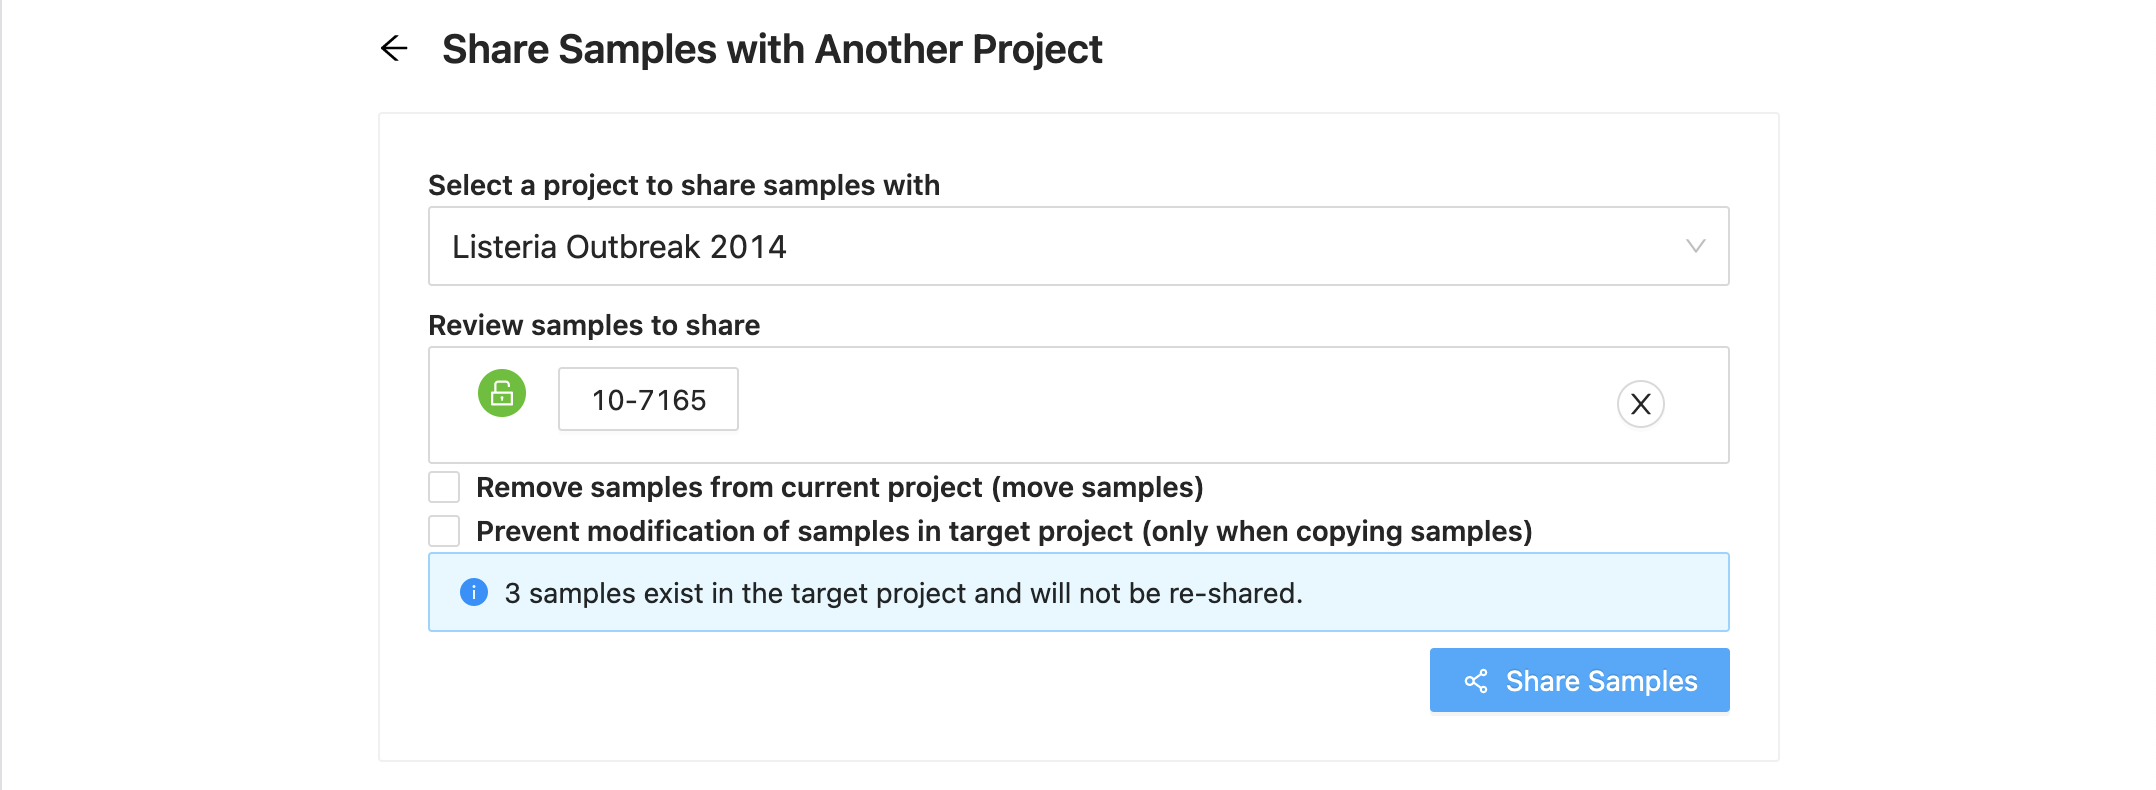 Share Samples with Another Project
Select a project to share samples with
Listeria Outbreak 2014
Review samples to share
10-7165
X
Remove samples from current project (move samples)
Prevent modification of samples in target project (only when copying samples)
3 samples exist in the target project and will not be re-shared.
Share Samples